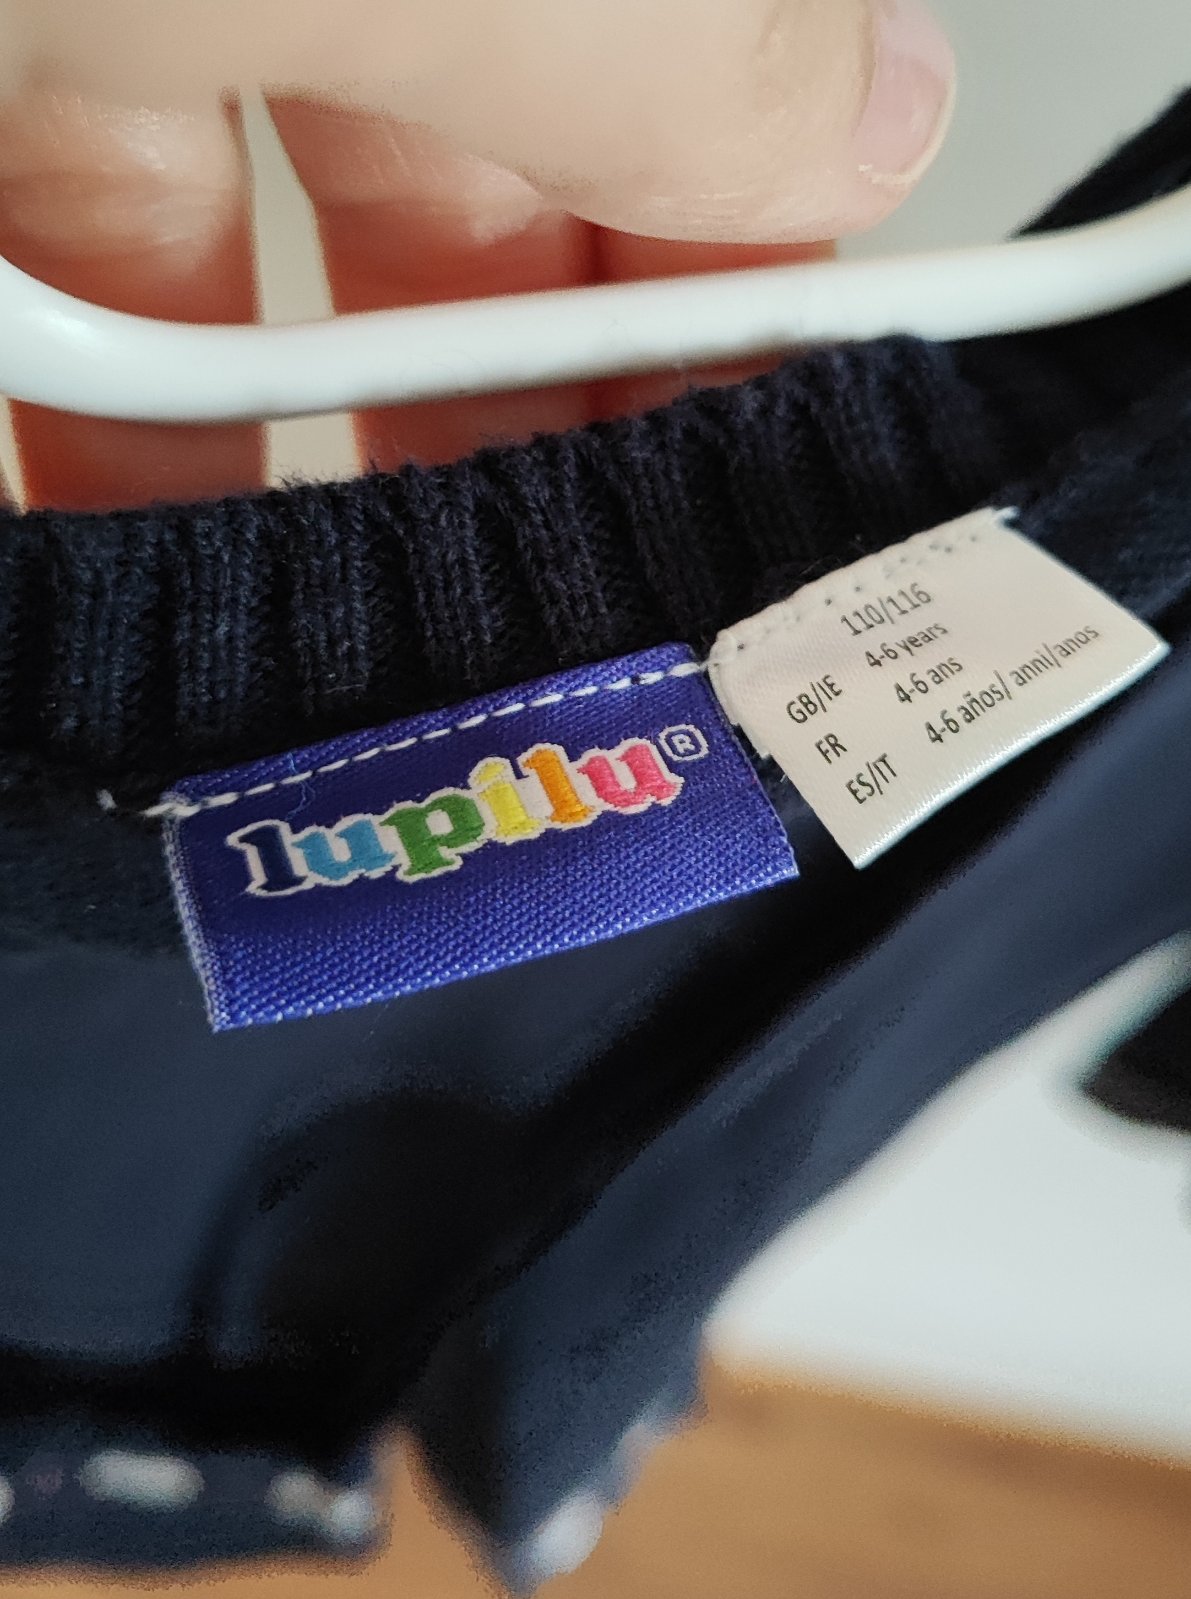 lupilu®
110/116
GB/IE 4-6 years
FR 4-6 ans
ES/IT 4-6 años/ anni/anos